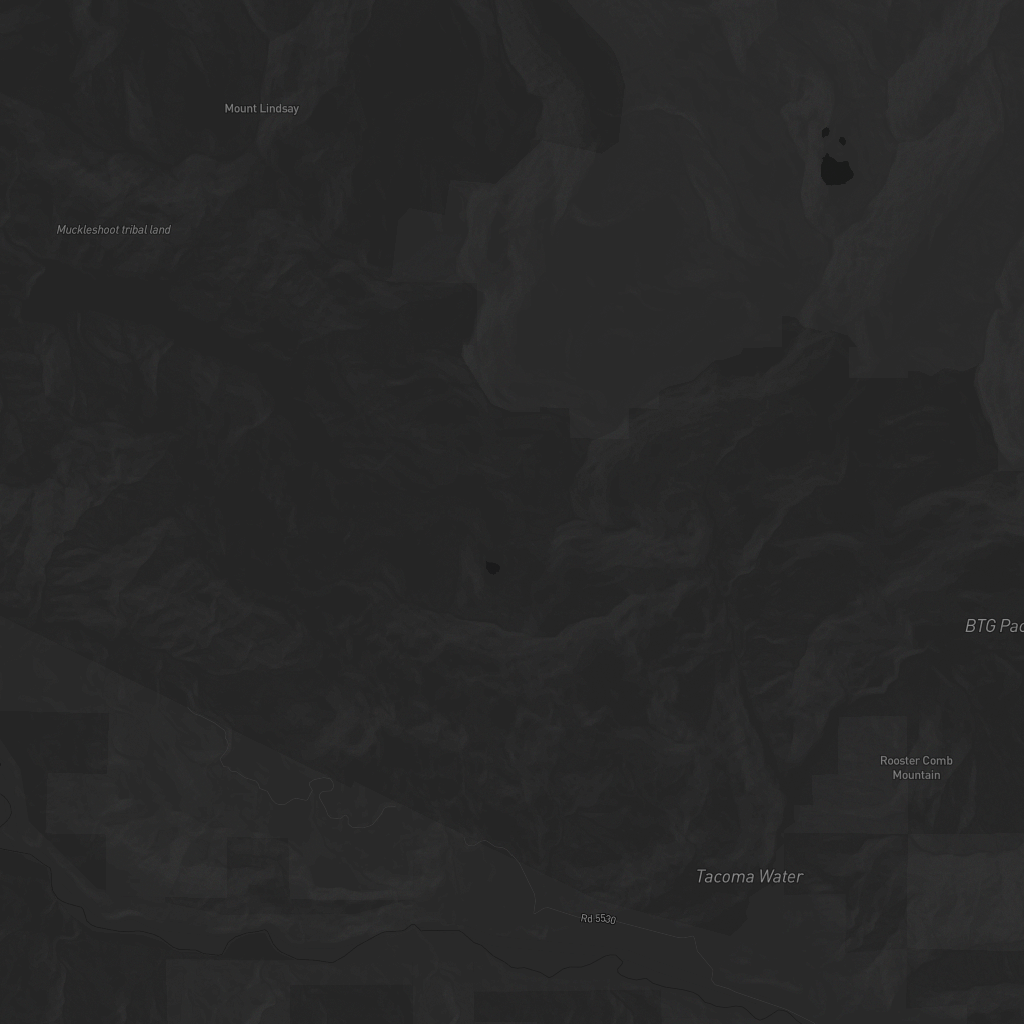 Mount Lindsay
Muckleshoot tribal land
BTG Pac
Rooster Comb
Mountain
Tacoma Water
Rd 5530